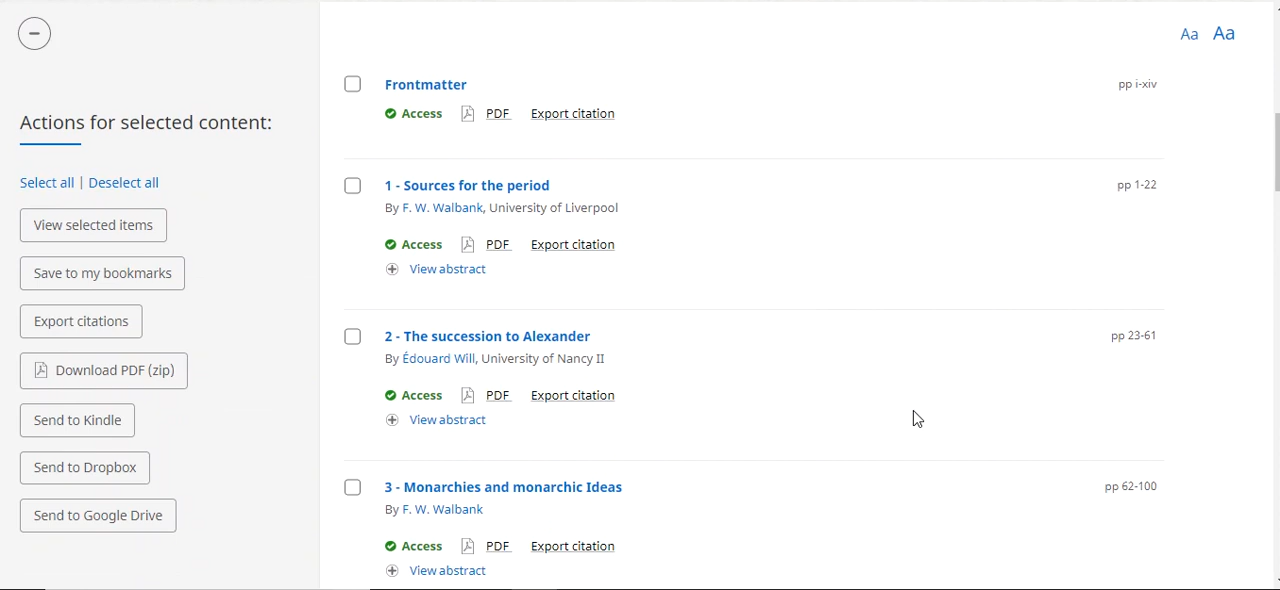 Aa Aa
Actions for selected content:
Select all | Deselect all
View selected items
Save to my bookmarks
Export citations
Download PDF (zip)
Send to Kindle
Send to Dropbox
Send to Google Drive
Frontmatter pp i-xiv
Access PDF Export citation
1 - Sources for the period pp 1-22
By F. W. Walbank, University of Liverpool
Access PDF Export citation
View abstract
2 - The succession to Alexander pp 23-61
By Édouard Will, University of Nancy II
Access PDF Export citation
View abstract
3 - Monarchies and monarchic Ideas pp 62-100
By F. W. Walbank
Access PDF Export citation
View abstract